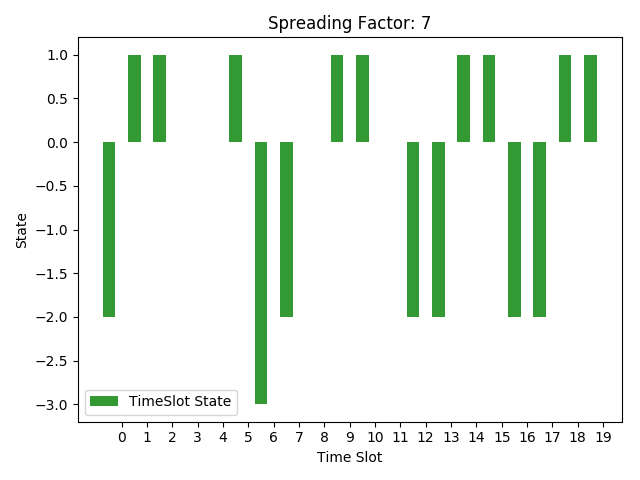 Spreading Factor: 7
State
1.0
0.5
0.0
−0.5
−1.0
−1.5
−2.0
−2.5
−3.0
TimeSlot State
0 1 2 3 4 5 6 7 8 9 10 11 12 13 14 15 16 17 18 19
Time Slot